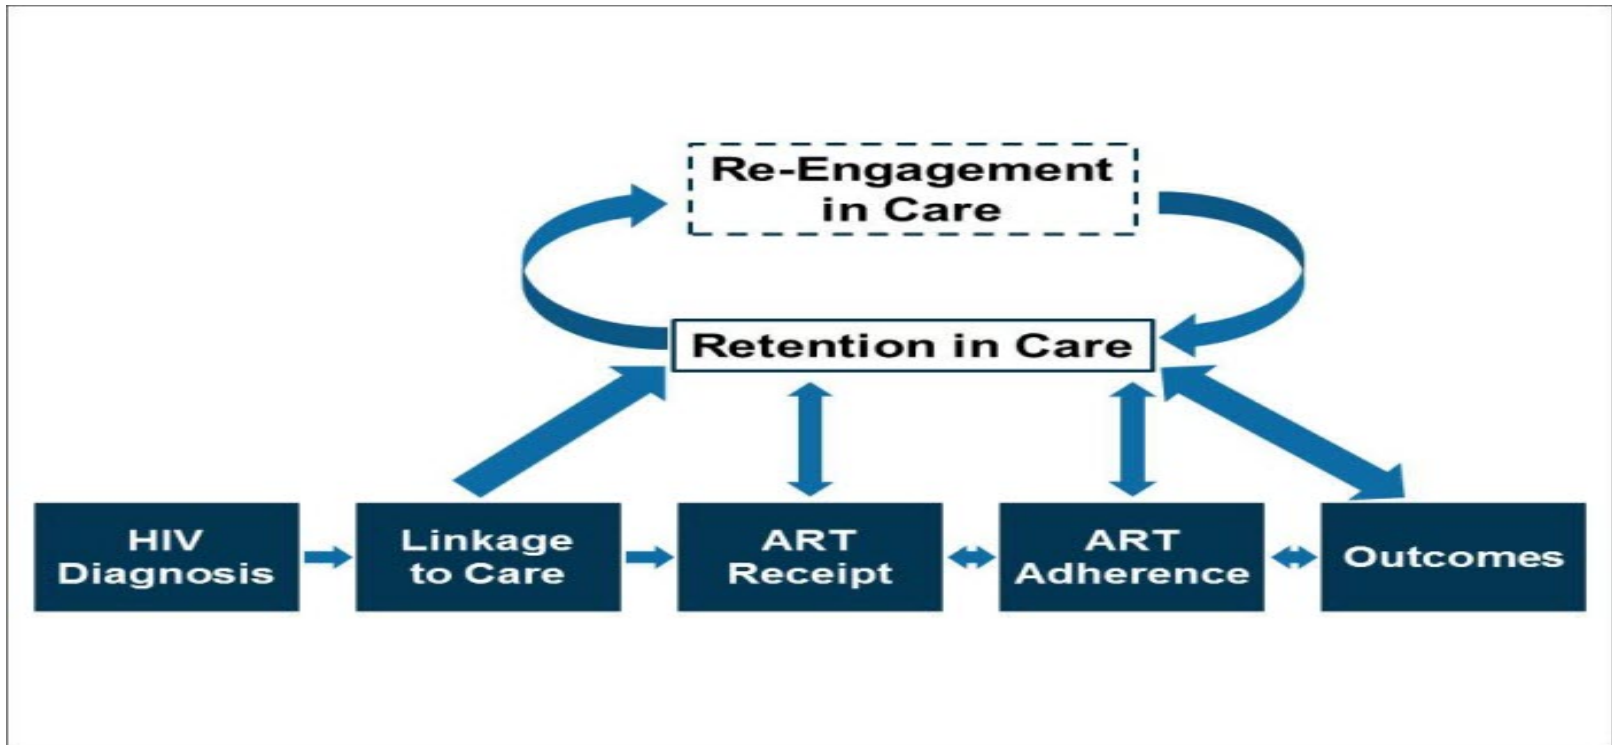 Re-Engagement
in Care
Retention in Care
HIV
Diagnosis
Linkage
to Care
ART
Receipt
ART
Adherence
Outcomes